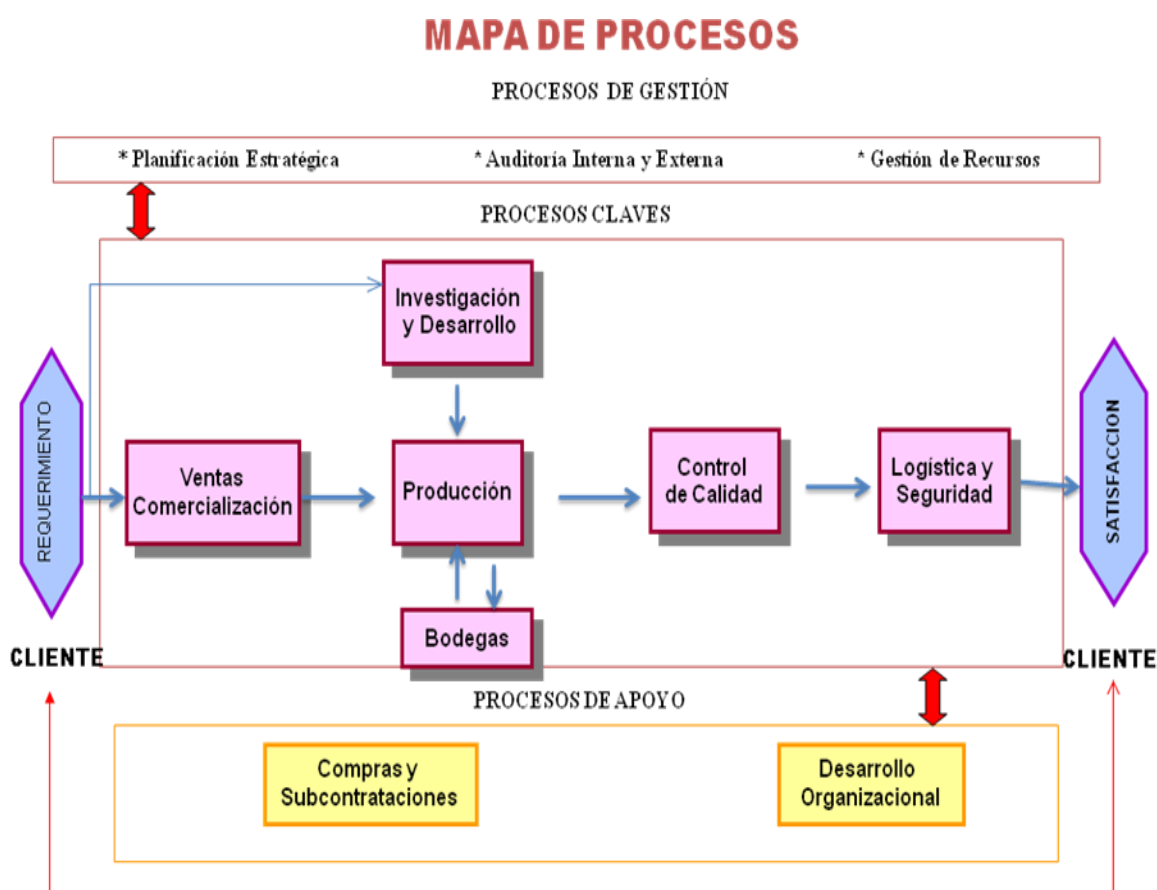 MAPA DE PROCESOS
PROCESOS DE GESTIÓN
* Planificación Estratégica * Auditoría Interna y Externa * Gestión de Recursos
PROCESOS CLAVES
Investigación
y Desarrollo
REQUERIMIENTO
Ventas
Comercialización
Producción
Control
de Calidad
Logística y
Seguridad
SATISFACCION
Bodegas
CLIENTE
CLIENTE
PROCESOS DE APOYO
Compras y
Subcontrataciones
Desarrollo
Organizacional